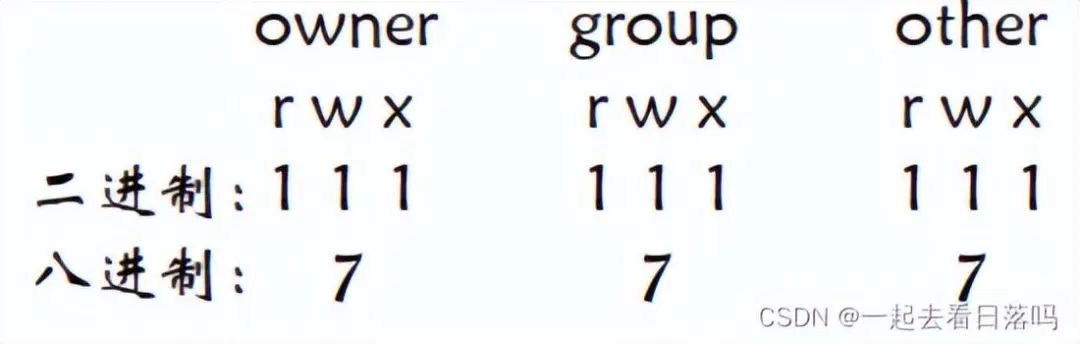 owner group other
r w x r w x r w x
二进制: 1 1 1 1 1 1 1 1 1
八进制: 7 7 7
CSDN @一起去看日落吗